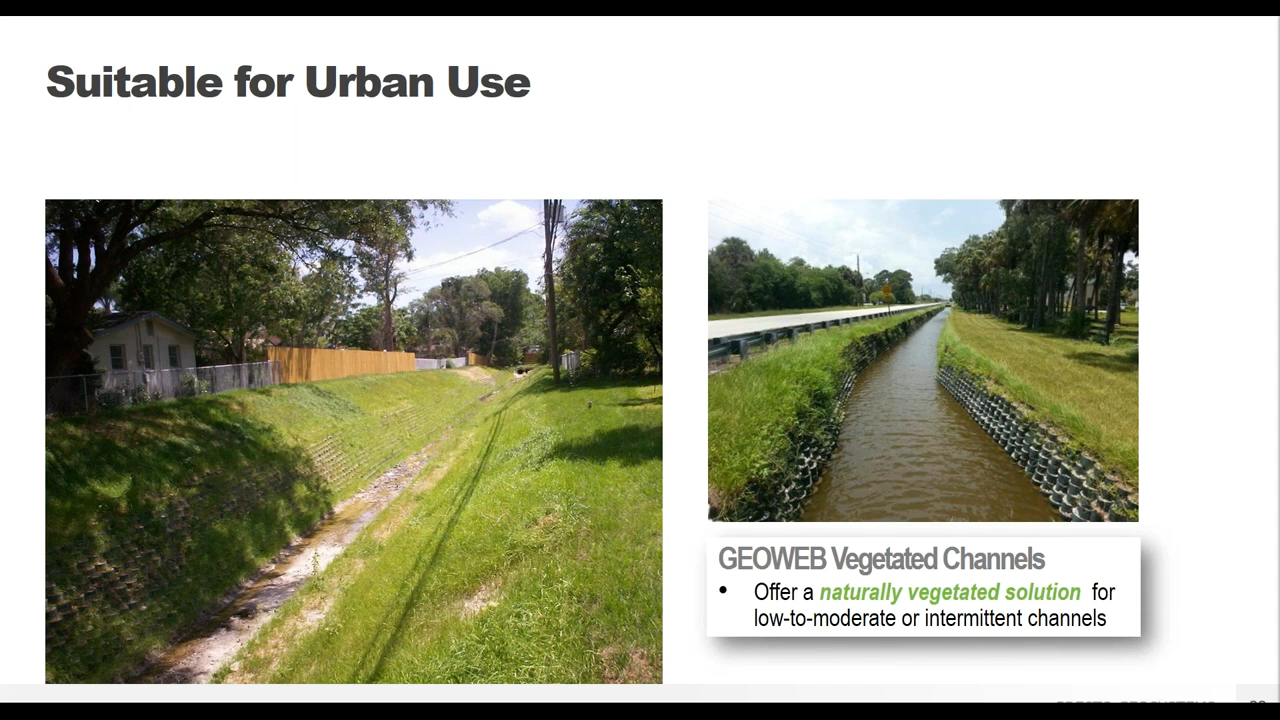 Suitable for Urban Use
GEOWEB Vegetated Channels
• Offer a naturally vegetated solution for
low-to-moderate or intermittent channels